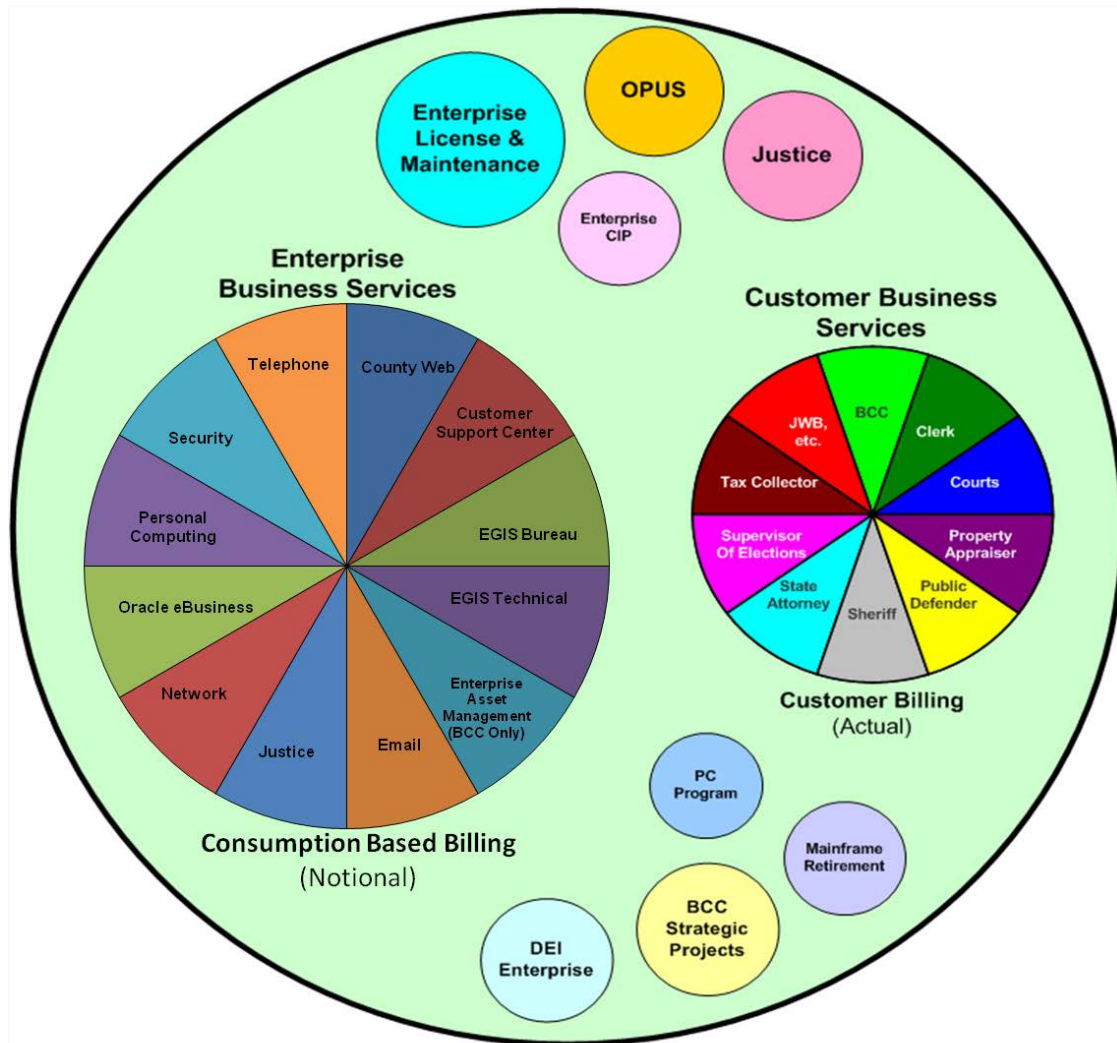 Enterprise
License &
Maintenance
OPUS
Justice
Enterprise
CIP
Enterprise
Business Services
Telephone
County Web
Customer
Support Center
EGIS Bureau
EGIS Technical
Enterprise
Asset
Management
(BCC Only)
Email
Justice
Network
Oracle eBusiness
Personal
Computing
Security
Consumption Based Billing
(Notional)
Customer Business
Services
BCC
Clerk
Courts
Property
Appraiser
Public
Defender
Sheriff
State
Attorney
Supervisor
Of Elections
Tax Collector
JWB,
etc.
Customer Billing
(Actual)
PC
Program
Mainframe
Retirement
BCC
Strategic
Projects
DEI
Enterprise